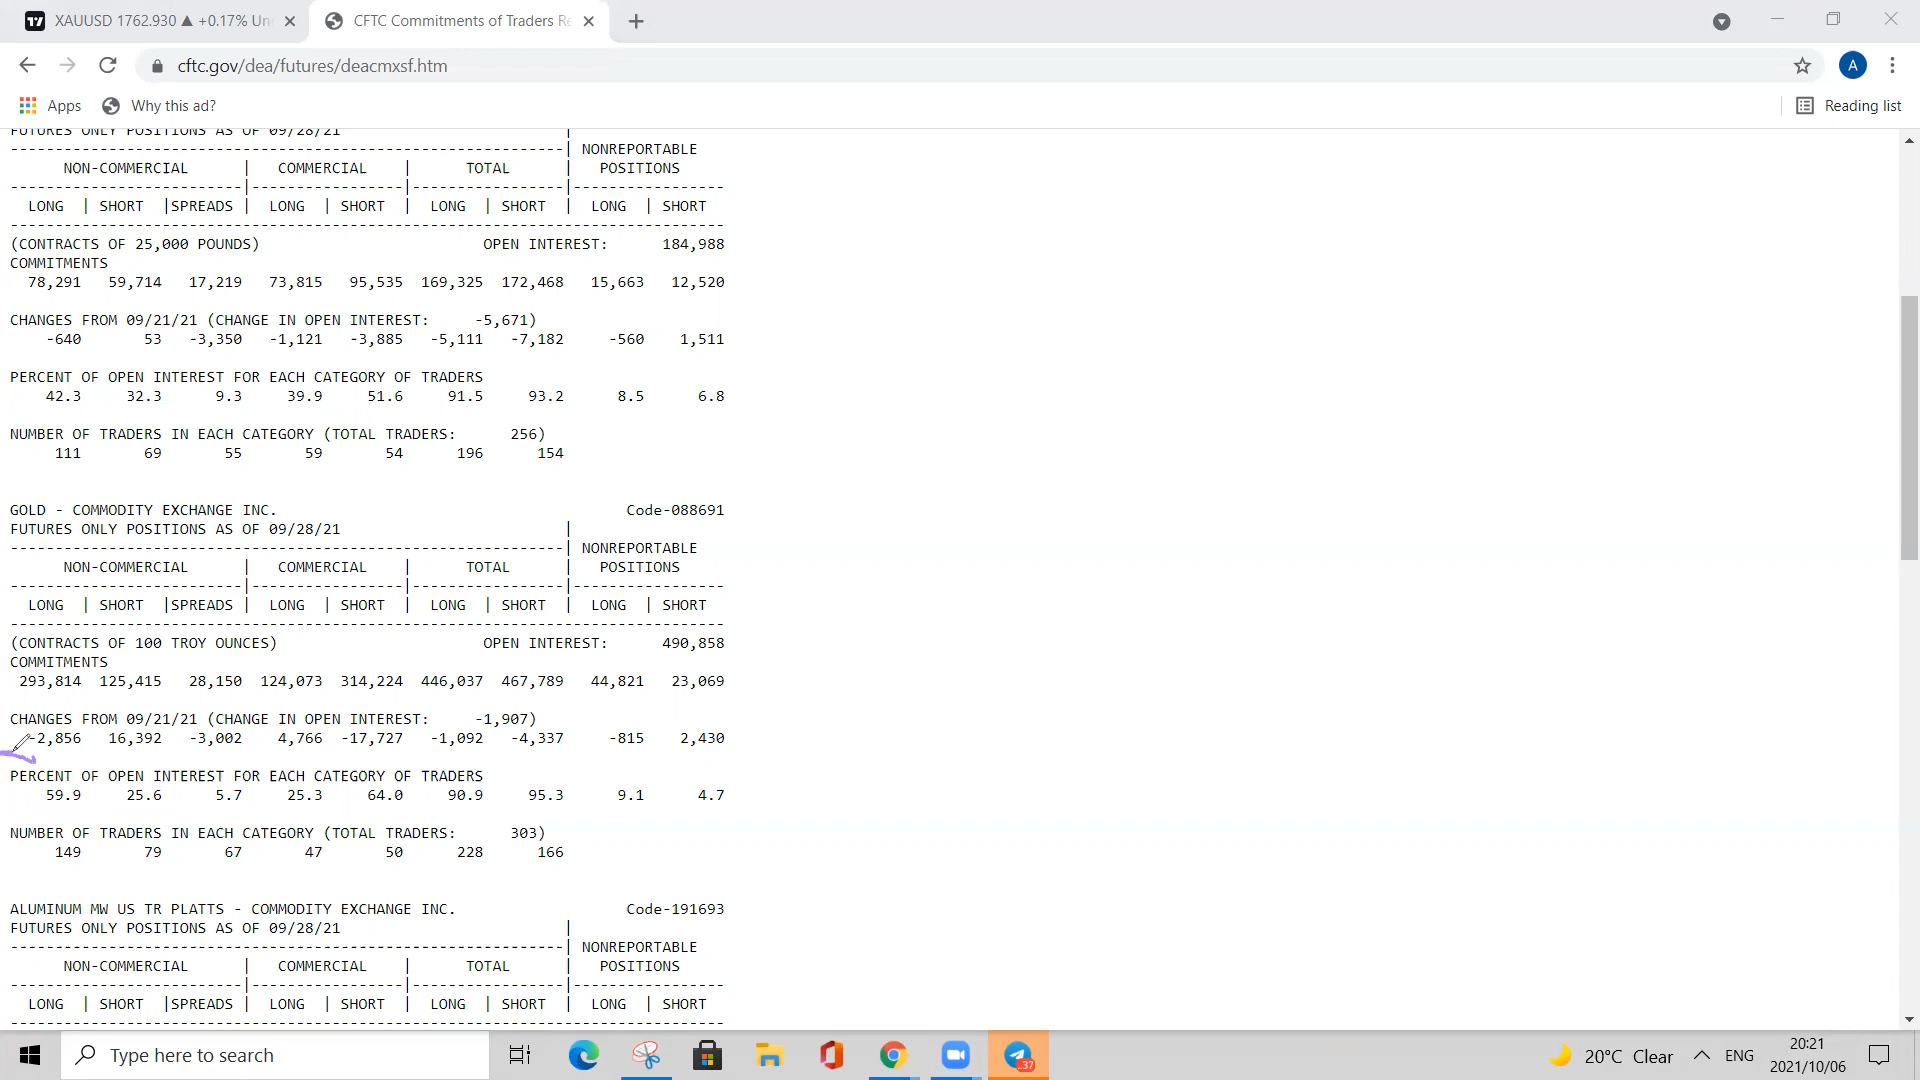 XAUUSD 1762.930 ▲ +0.17% Un
CFTC Commitments of Traders Re
cftc.gov/dea/futures/deacmxsf.htm
A
Apps
Why this ad?
Reading list
FUTURES ONLY POSITIONS AS OF 09/28/21 |
--------------------------------------------------------------| NONREPORTABLE
NON-COMMERCIAL | COMMERCIAL | TOTAL | POSITIONS
--------------------------|-----------------|-----------------|-----------------
LONG | SHORT |SPREADS | LONG | SHORT | LONG | SHORT | LONG | SHORT
--------------------------------------------------------------------------------
(CONTRACTS OF 25,000 POUNDS) OPEN INTEREST: 184,988
COMMITMENTS
78,291 59,714 17,219 73,815 95,535 169,325 172,468 15,663 12,520
CHANGES FROM 09/21/21 (CHANGE IN OPEN INTEREST: -5,671)
-640 53 -3,350 -1,121 -3,885 -5,111 -7,182 -560 1,511
PERCENT OF OPEN INTEREST FOR EACH CATEGORY OF TRADERS
42.3 32.3 9.3 39.9 51.6 91.5 93.2 8.5 6.8
NUMBER OF TRADERS IN EACH CATEGORY (TOTAL TRADERS: 256)
111 69 55 59 54 196 154
GOLD - COMMODITY EXCHANGE INC. Code-088691
FUTURES ONLY POSITIONS AS OF 09/28/21 |
--------------------------------------------------------------| NONREPORTABLE
NON-COMMERCIAL | COMMERCIAL | TOTAL | POSITIONS
--------------------------|-----------------|-----------------|-----------------
LONG | SHORT |SPREADS | LONG | SHORT | LONG | SHORT | LONG | SHORT
--------------------------------------------------------------------------------
(CONTRACTS OF 100 TROY OUNCES) OPEN INTEREST: 490,858
COMMITMENTS
293,814 125,415 28,150 124,073 314,224 446,037 467,789 44,821 23,069
CHANGES FROM 09/21/21 (CHANGE IN OPEN INTEREST: -1,907)
-2,856 16,392 -3,002 4,766 -17,727 -1,092 -4,337 -815 2,430
PERCENT OF OPEN INTEREST FOR EACH CATEGORY OF TRADERS
59.9 25.6 5.7 25.3 64.0 90.9 95.3 9.1 4.7
NUMBER OF TRADERS IN EACH CATEGORY (TOTAL TRADERS: 303)
149 79 67 47 50 228 166
ALUMINUM MW US TR PLATTS - COMMODITY EXCHANGE INC. Code-191693
FUTURES ONLY POSITIONS AS OF 09/28/21 |
--------------------------------------------------------------| NONREPORTABLE
NON-COMMERCIAL | COMMERCIAL | TOTAL | POSITIONS
--------------------------|-----------------|-----------------|-----------------
LONG | SHORT |SPREADS | LONG | SHORT | LONG | SHORT | LONG | SHORT
--------------------------------------------------------------------------------
Type here to search
37
20°C Clear
ENG
20:21
2021/10/06